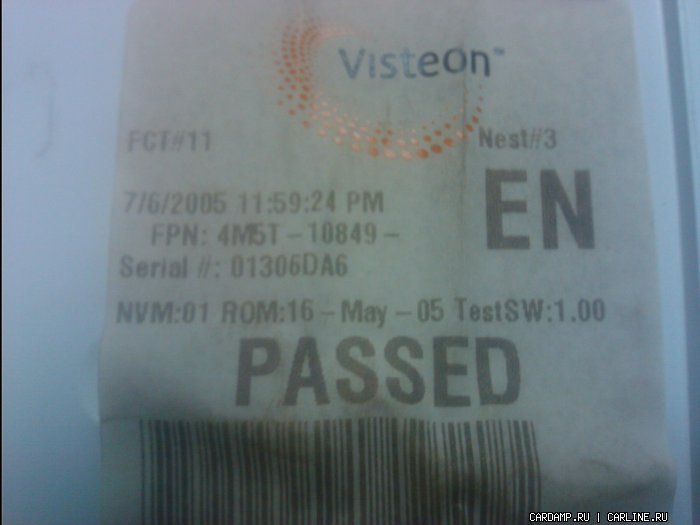 Visteon™
FCT#11 Nest#3
7/6/2005 11:59:24 PM EN
FPN: 4M5T-10849-
Serial #: 01306DA6
NVM:01 ROM:16-May-05 TestSW:1.00
PASSED
CARDAMP.RU | CARLINE.RU